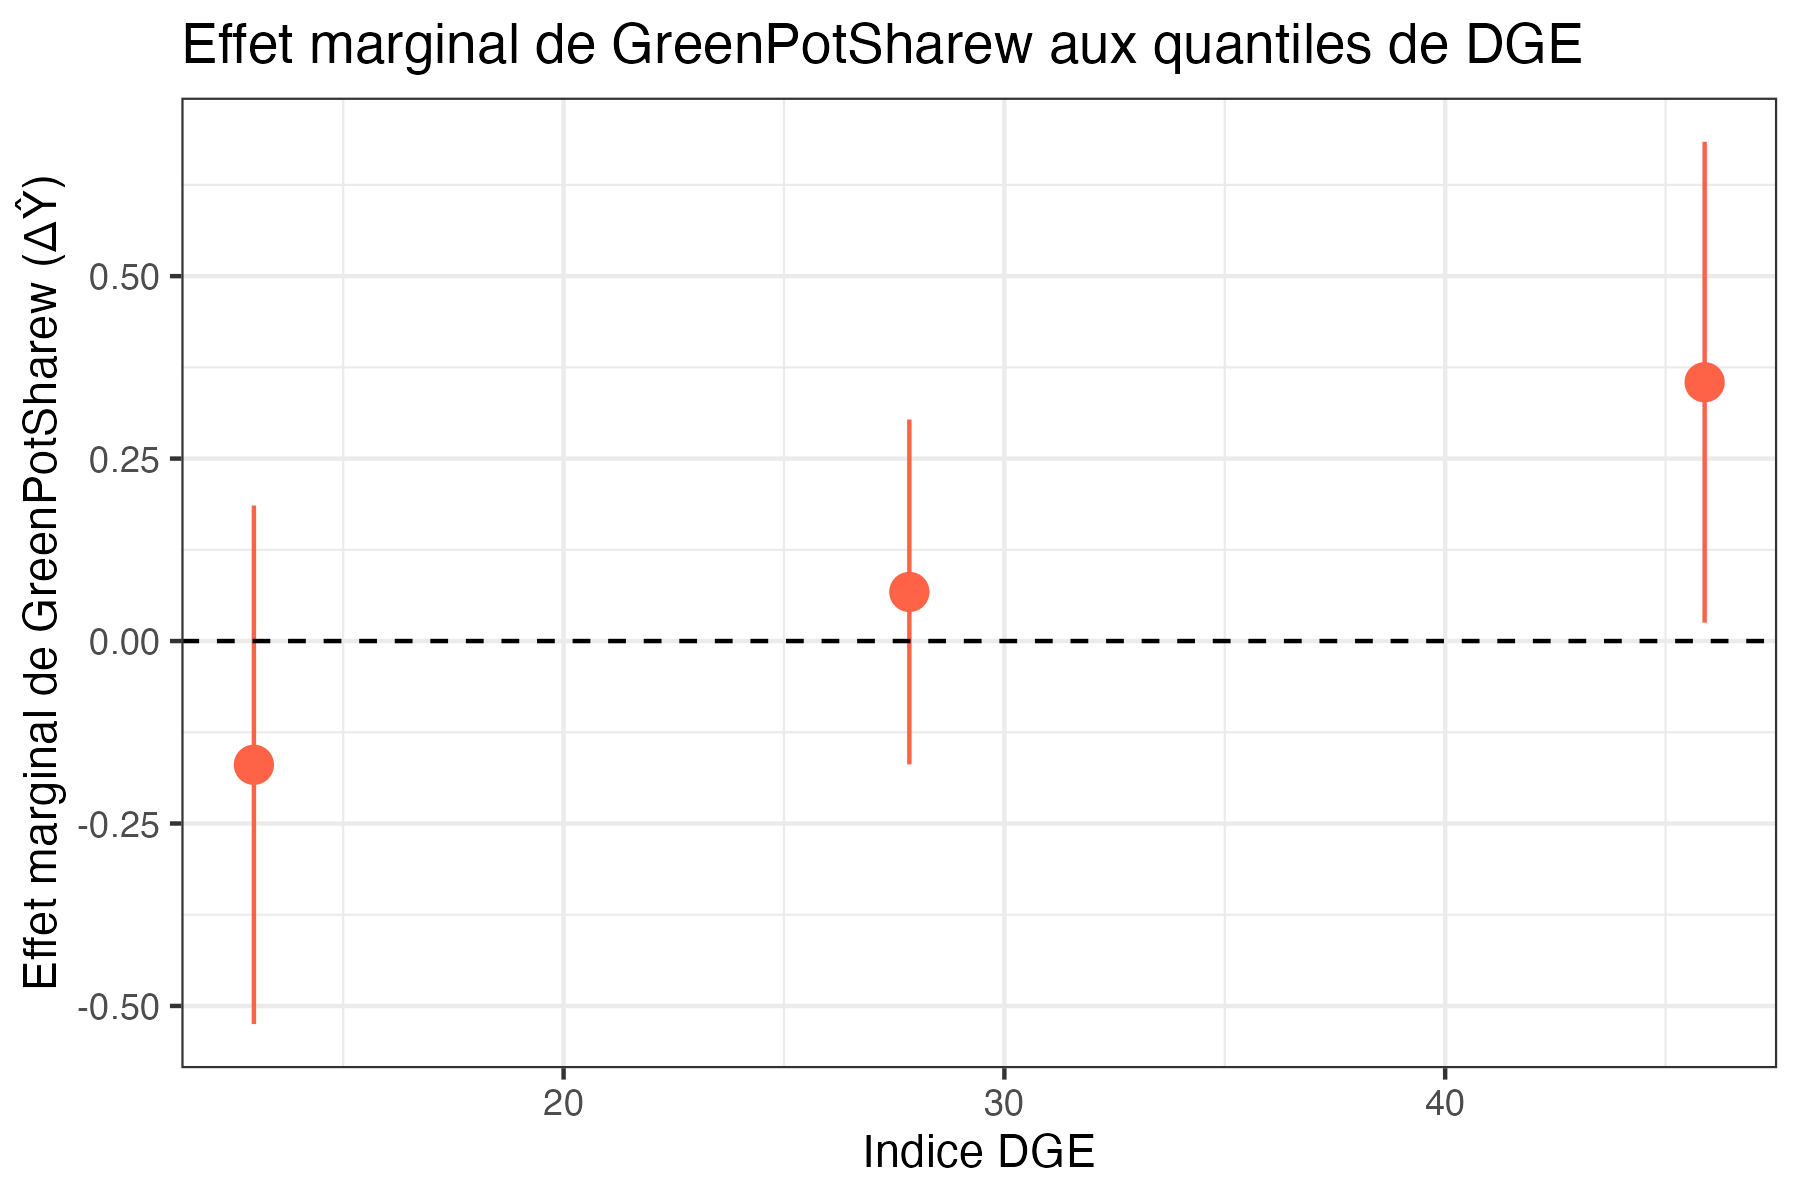 Effet marginal de GreenPotSharew aux quantiles de DGE
Effet marginal de GreenPotSharew (ΔŶ)
0.50
0.25
0.00
-0.25
-0.50
20
30
40
Indice DGE